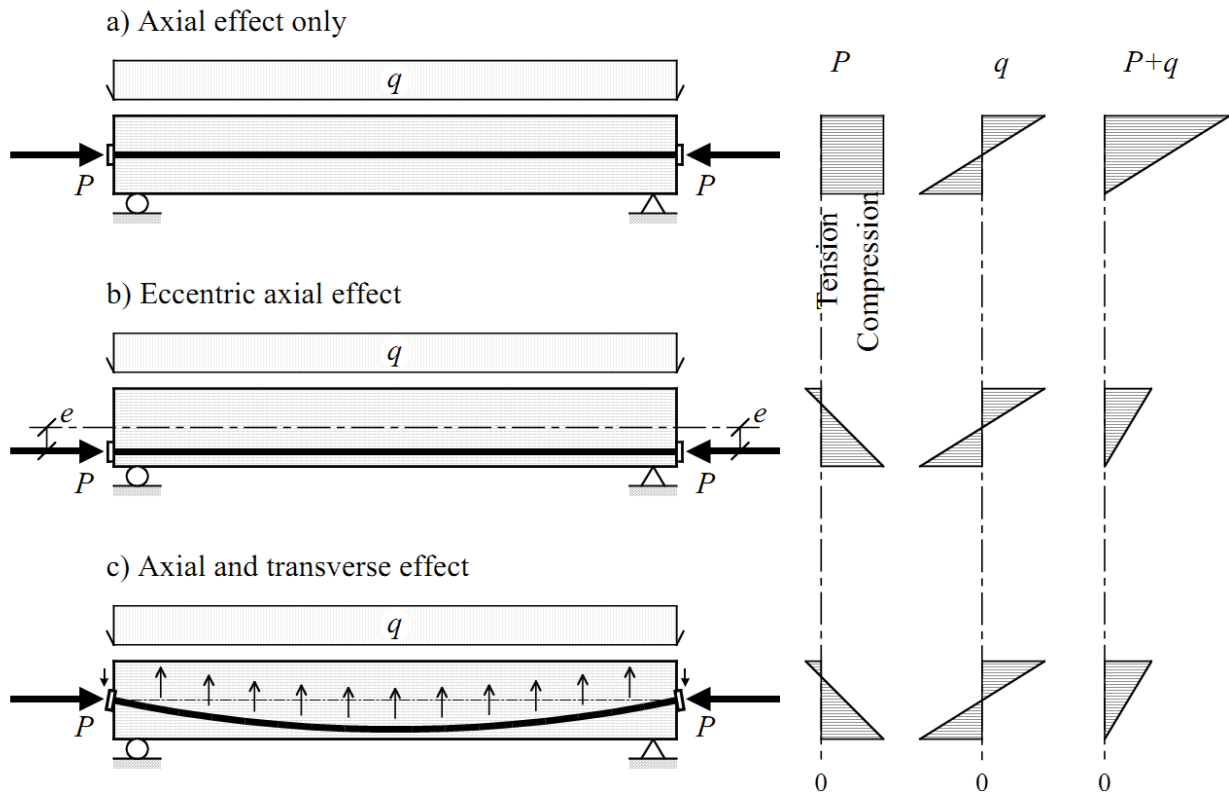 a) Axial effect only
P q P+q
q
P P
Tension
Compression
b) Eccentric axial effect
q
e e
P P
c) Axial and transverse effect
q
P P
0 0 0